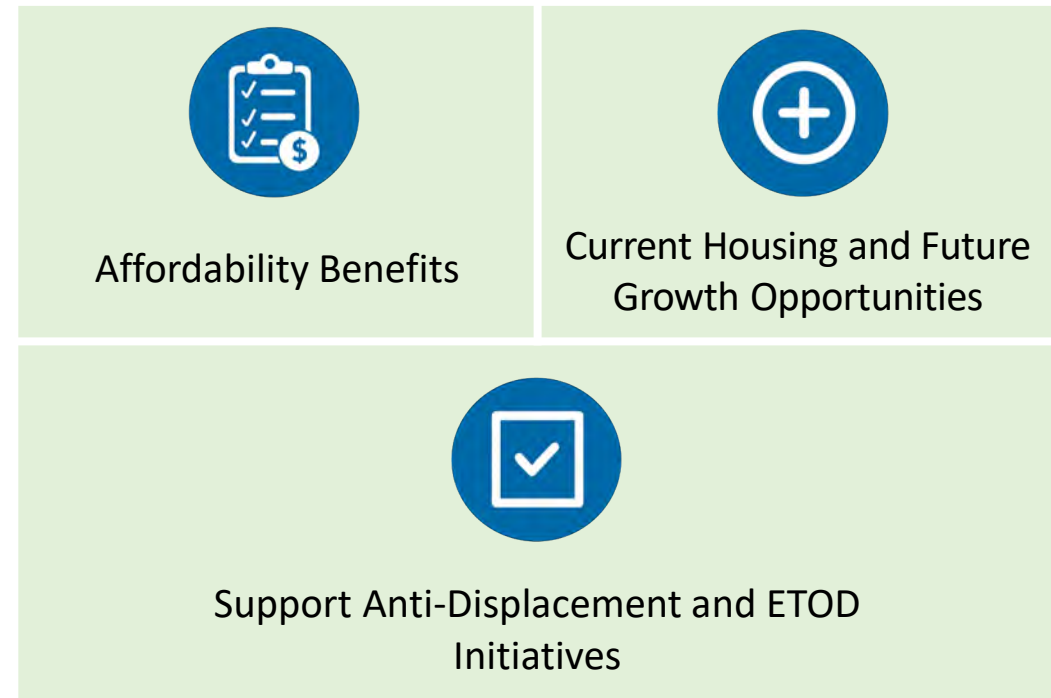 $
Affordability Benefits
Current Housing and Future
Growth Opportunities
Support Anti-Displacement and ETOD
Initiatives